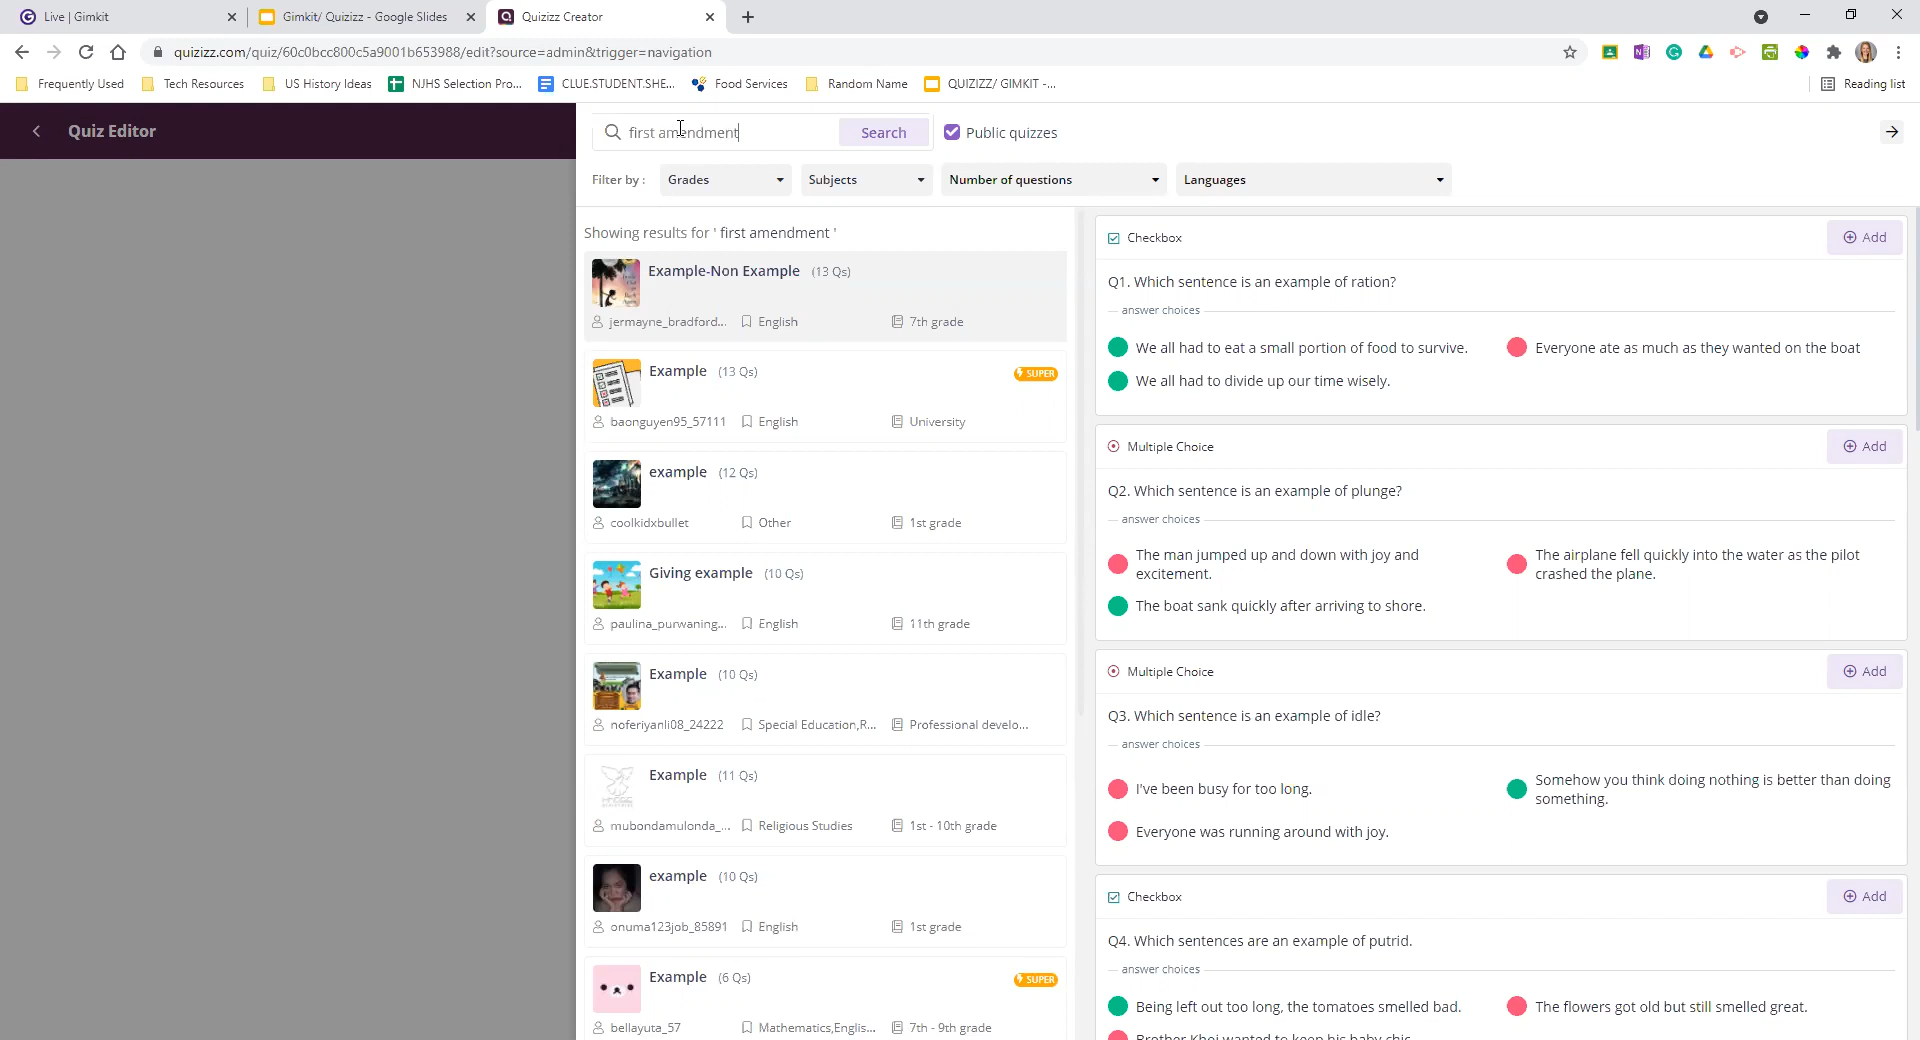 Live | Gimkit
Gimkit/ Quizizz - Google Slides
Quizizz Creator
quizizz.com/quiz/60c0bcc800c5a9001b653988/edit?source=admin&trigger=navigation
Frequently Used
Tech Resources
US History Ideas
NJHS Selection Pro...
CLUE.STUDENT.SHE...
Food Services
Random Name
QUIZIZZ/ GIMKIT -...
Reading list
Quiz Editor
first amendment
Search
Public quizzes
Filter by :
Grades
Subjects
Number of questions
Languages
Showing results for ' first amendment '
Example-Non Example (13 Qs)
jermayne_bradford... English 7th grade
Example (13 Qs)
SUPER
baonguyen95_57111 English University
example (12 Qs)
coolkidxbullet Other 1st grade
Giving example (10 Qs)
paulina_purwaning... English 11th grade
Example (10 Qs)
noferiyanli08_24222 Special Education,R... Professional develo...
Example (11 Qs)
mubondamulonda_... Religious Studies 1st - 10th grade
example (10 Qs)
onuma123job_85891 English 1st grade
Example (6 Qs)
SUPER
bellayuta_57 Mathematics,Englis... 7th - 9th grade
Checkbox
Add
Q1. Which sentence is an example of ration?
answer choices
We all had to eat a small portion of food to survive.
Everyone ate as much as they wanted on the boat
We all had to divide up our time wisely.
Multiple Choice
Add
Q2. Which sentence is an example of plunge?
answer choices
The man jumped up and down with joy and
excitement.
The airplane fell quickly into the water as the pilot
crashed the plane.
The boat sank quickly after arriving to shore.
Multiple Choice
Add
Q3. Which sentence is an example of idle?
answer choices
I've been busy for too long.
Somehow you think doing nothing is better than doing
something.
Everyone was running around with joy.
Checkbox
Add
Q4. Which sentences are an example of putrid.
answer choices
Being left out too long, the tomatoes smelled bad.
The flowers got old but still smelled great.
Brother Khoi wanted to keep his baby chic